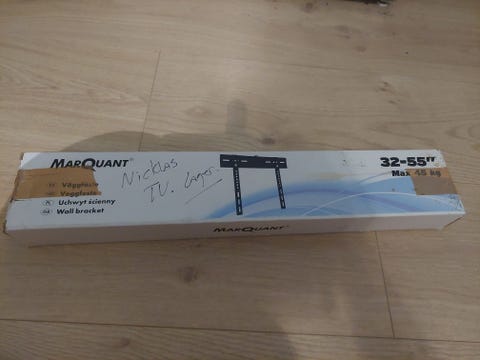 MARQUANT®
Nicklas
TV. Lager.
32-55"
Max 45 kg
Väggfäste
Veggfeste
Uchwyt ścienny
Wall bracket
MARQUANT®